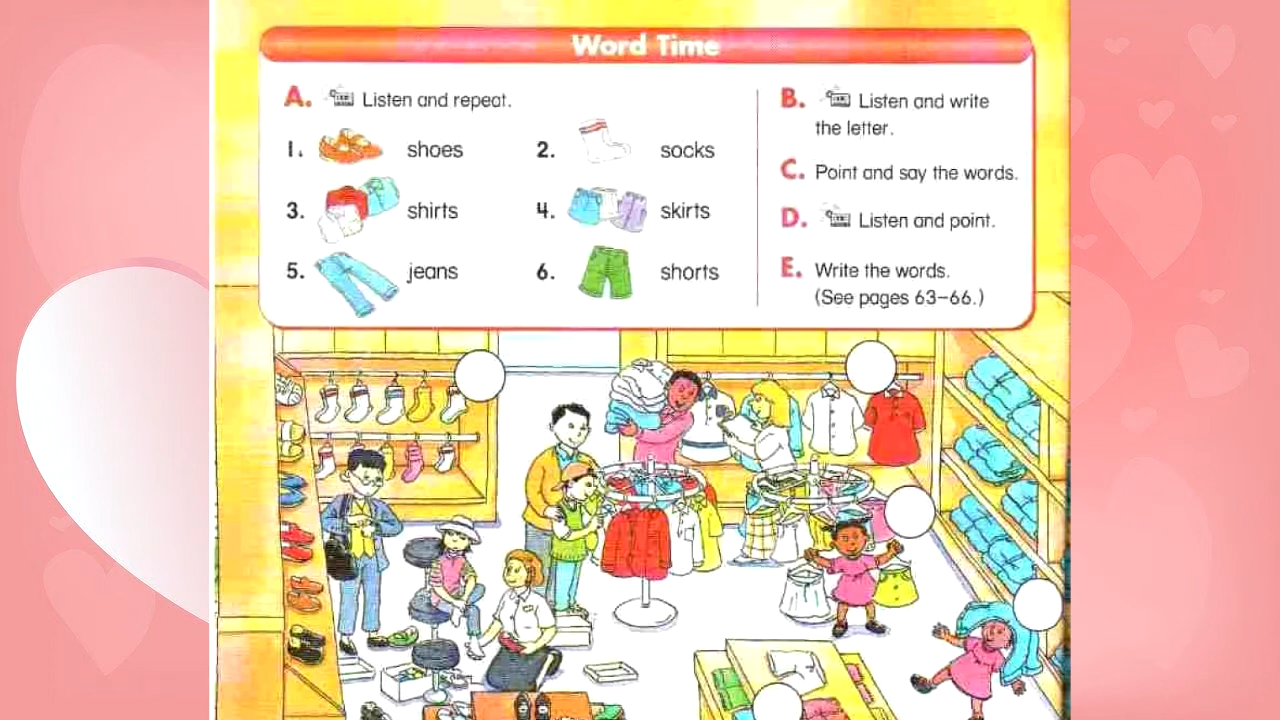 Word Time
A. Listen and repeat.
1. shoes
2. socks
3. shirts
4. skirts
5. jeans
6. shorts
B. Listen and write
the letter.
C. Point and say the words.
D. Listen and point.
E. Write the words.
(See pages 63–66.)